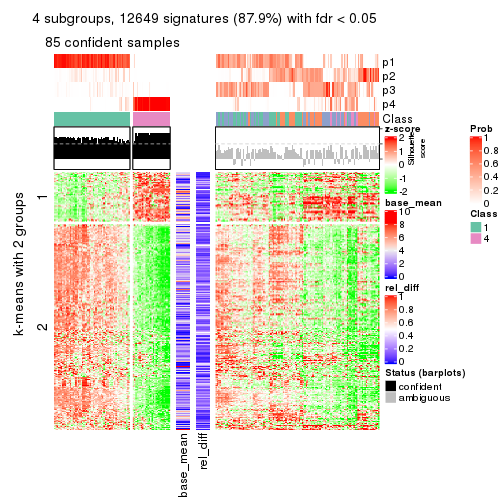 4 subgroups, 12649 signatures (87.9%) with fdr < 0.05
85 confident samples
p1
p2
p3
p4
Class
k-means with 2 groups
1
2
base_mean
rel_diff
z-score
2
1
0
-1
-2
Silhouette
score
base_mean
10
8
6
4
2
0
rel_diff
1
0.8
0.6
0.4
0.2
0
Status (barplots)
confident
ambiguous
Prob
1
0.8
0.6
0.4
0.2
0
Class
1
4